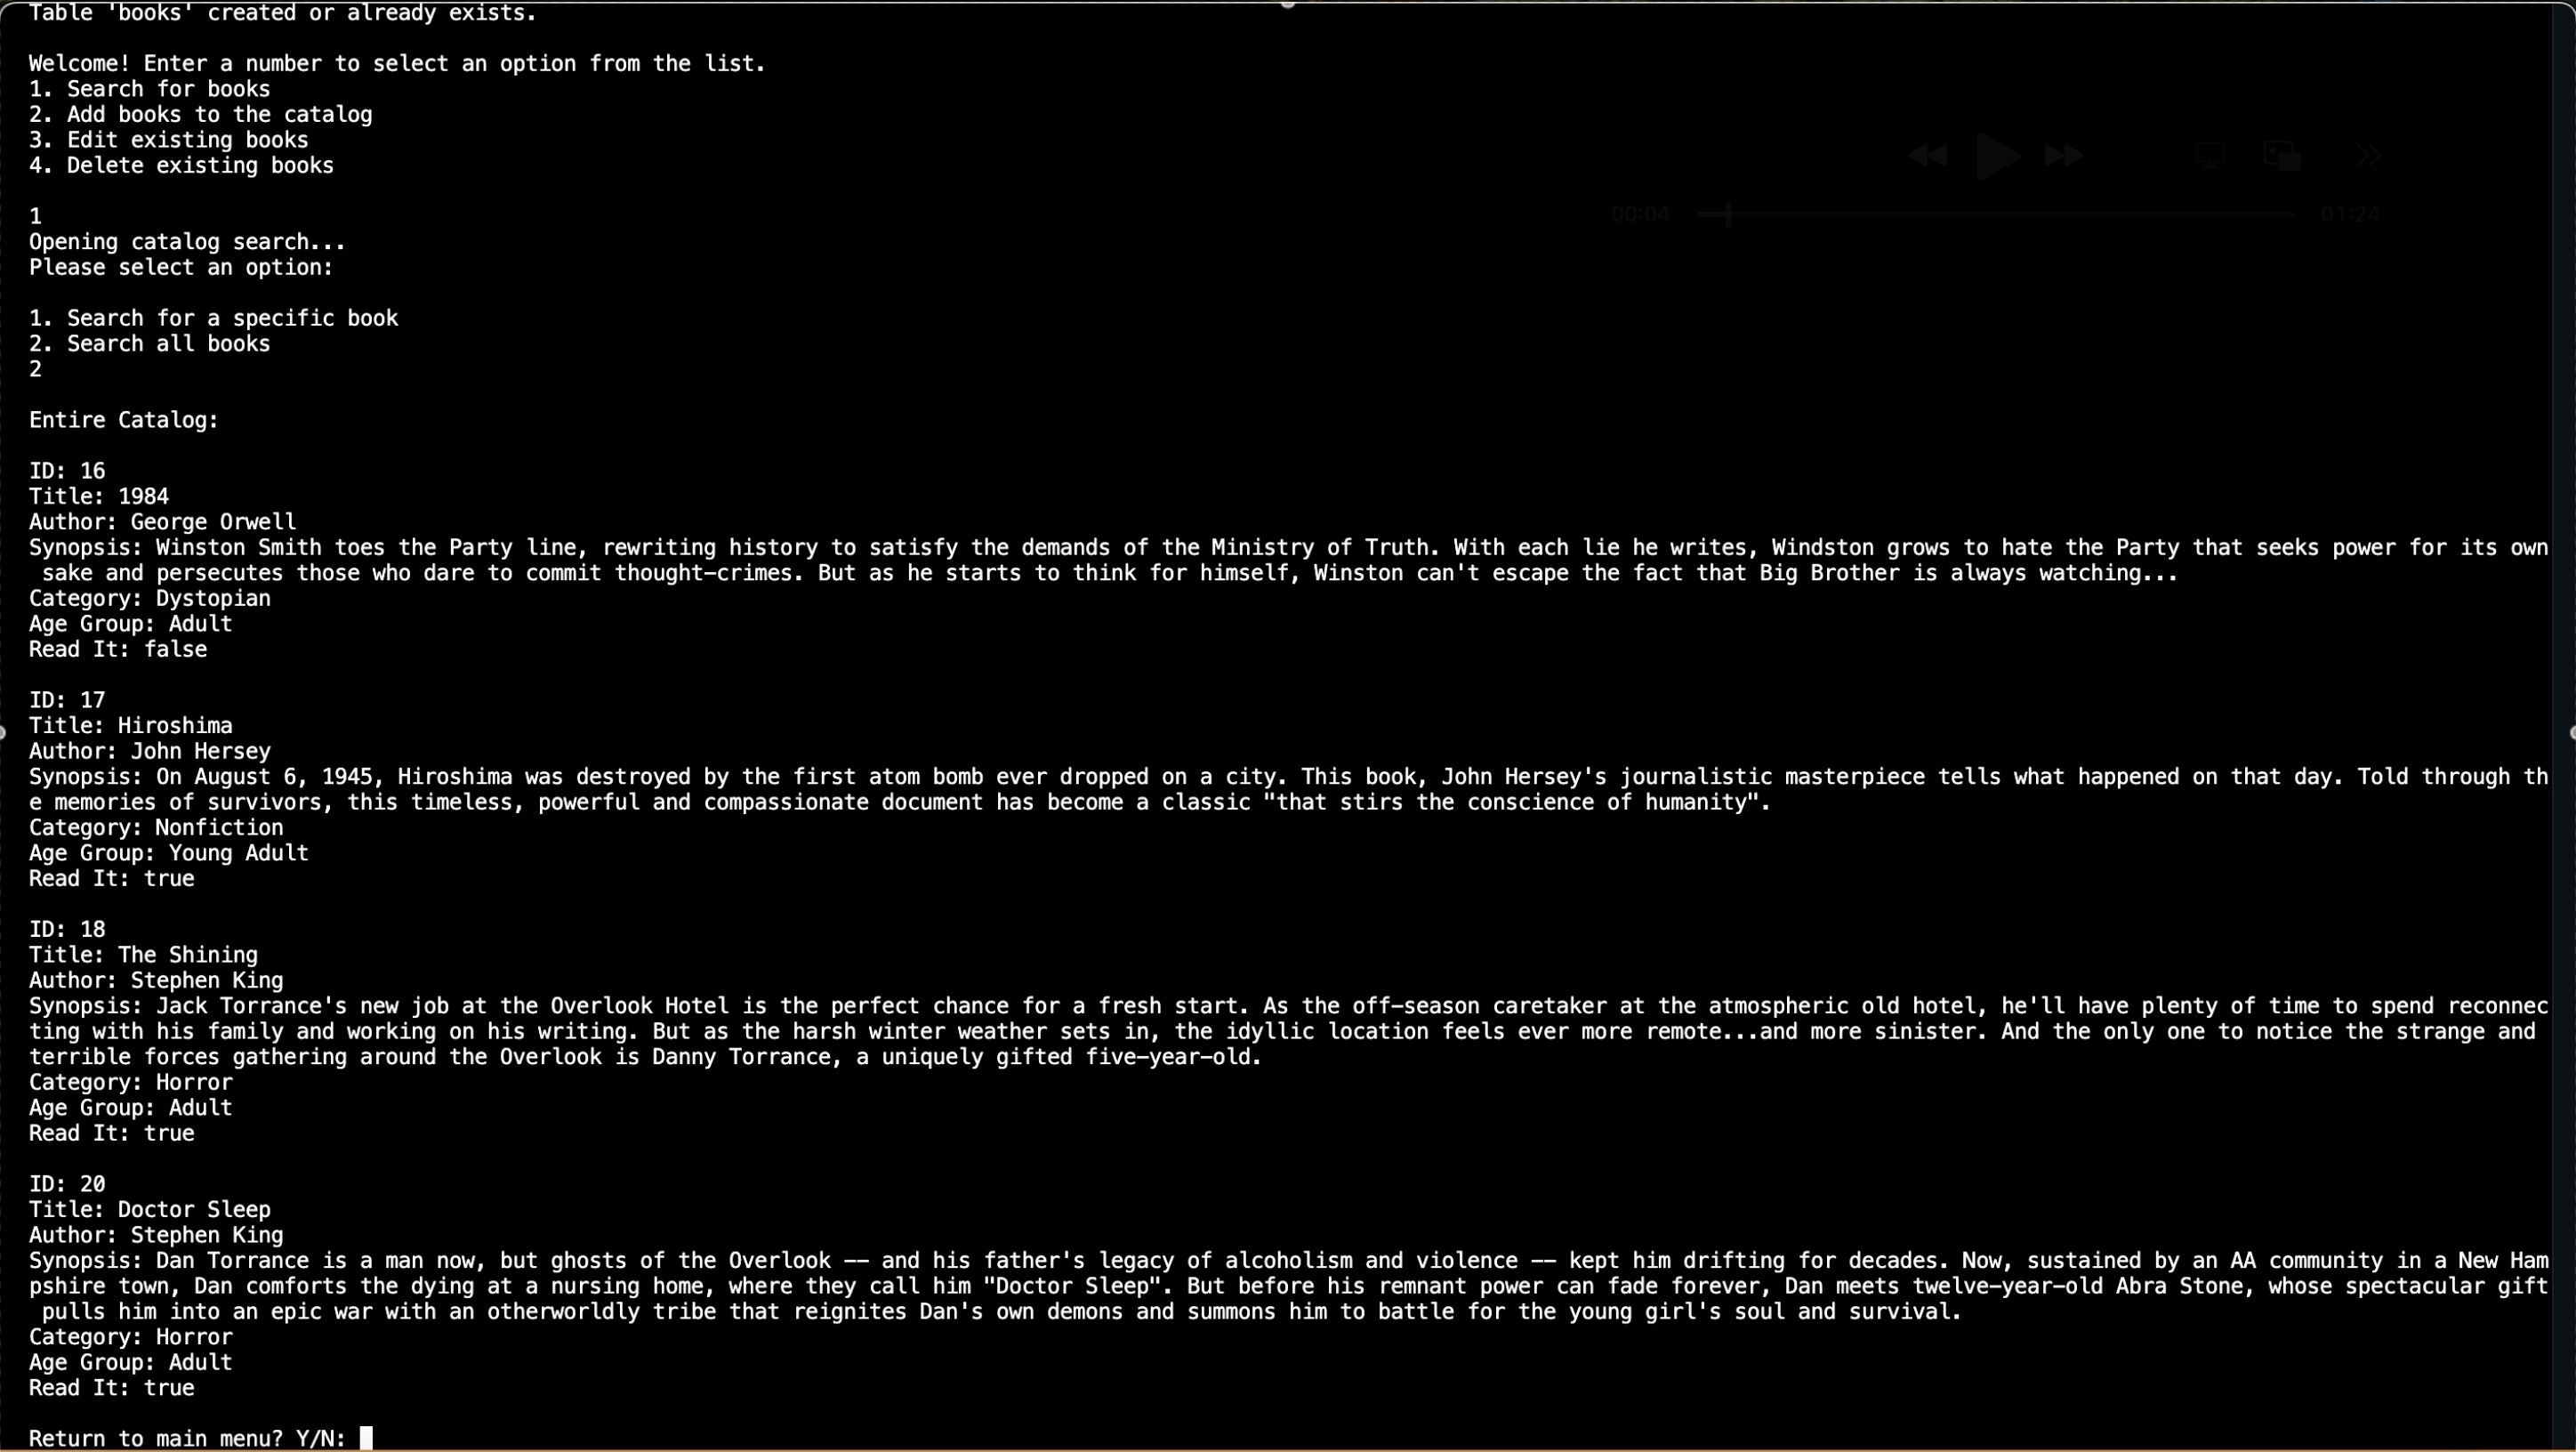 Table 'books' created or already exists.
Welcome! Enter a number to select an option from the list.
1. Search for books
2. Add books to the catalog
3. Edit existing books
4. Delete existing books
00:04
01:24
1
Opening catalog search...
Please select an option:
1. Search for a specific book
2. Search all books
2
Entire Catalog:
ID: 16
Title: 1984
Author: George Orwell
Synopsis: Winston Smith toes the Party line, rewriting history to satisfy the demands of the Ministry of Truth. With each lie he writes, Windston grows to hate the Party that seeks power for its own
sake and persecutes those who dare to commit thought-crimes. But as he starts to think for himself, Winston can't escape the fact that Big Brother is always watching...
Category: Dystopian
Age Group: Adult
Read It: false
ID: 17
Title: Hiroshima
Author: John Hersey
Synopsis: On August 6, 1945, Hiroshima was destroyed by the first atom bomb ever dropped on a city. This book, John Hersey's journalistic masterpiece tells what happened on that day. Told through th
e memories of survivors, this timeless, powerful and compassionate document has become a classic "that stirs the conscience of humanity".
Category: Nonfiction
Age Group: Young Adult
Read It: true
ID: 18
Title: The Shining
Author: Stephen King
Synopsis: Jack Torrance's new job at the Overlook Hotel is the perfect chance for a fresh start. As the off-season caretaker at the atmospheric old hotel, he'll have plenty of time to spend reconnec
ting with his family and working on his writing. But as the harsh winter weather sets in, the idyllic location feels ever more remote...and more sinister. And the only one to notice the strange and
terrible forces gathering around the Overlook is Danny Torrance, a uniquely gifted five-year-old.
Category: Horror
Age Group: Adult
Read It: true
ID: 20
Title: Doctor Sleep
Author: Stephen King
Synopsis: Dan Torrance is a man now, but ghosts of the Overlook -- and his father's legacy of alcoholism and violence -- kept him drifting for decades. Now, sustained by an AA community in a New Ham
pshire town, Dan comforts the dying at a nursing home, where they call him "Doctor Sleep". But before his remnant power can fade forever, Dan meets twelve-year-old Abra Stone, whose spectacular gift
pulls him into an epic war with an otherworldly tribe that reignites Dan's own demons and summons him to battle for the young girl's soul and survival.
Category: Horror
Age Group: Adult
Read It: true
Return to main menu? Y/N: